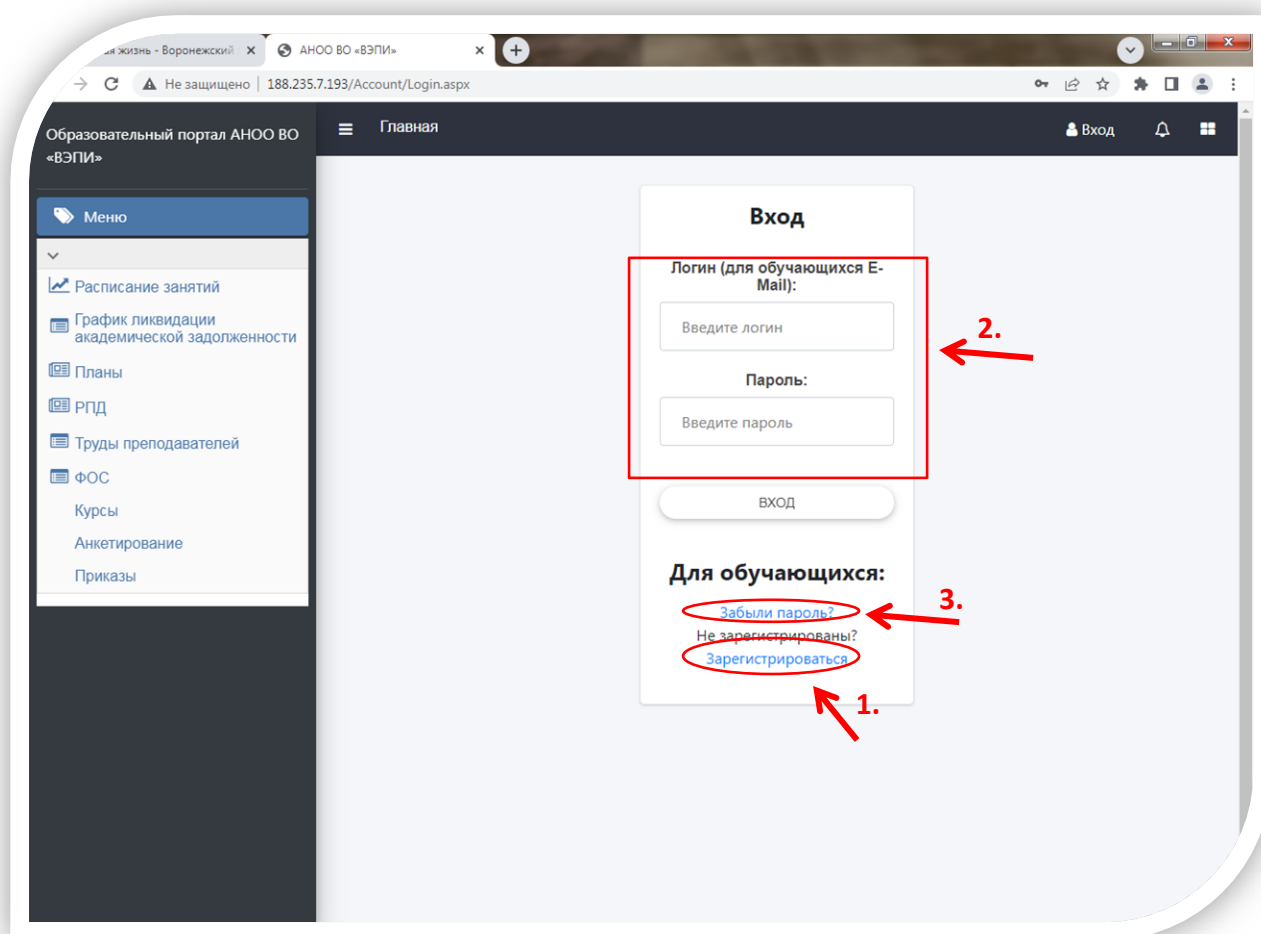 жизнь - Воронежский
АНОО ВО «ВЭПИ»
Не защищено
188.235.7.193/Account/Login.aspx
Образовательный портал АНОО ВО
«ВЭПИ»
Главная
Вход
Меню
Расписание занятий
График ликвидации
академической задолженности
Планы
РПД
Труды преподавателей
ФОС
Курсы
Анкетирование
Приказы
Вход
Логин (для обучающихся E-
Mail):
Введите логин
2.
Пароль:
Введите пароль
ВХОД
Для обучающихся:
Забыли пароль?
3.
Не зарегистрированы?
Зарегистрироваться
1.